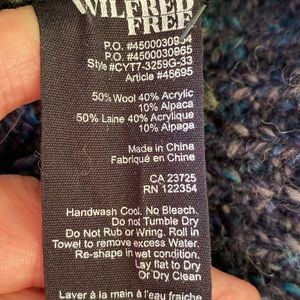 WILFRED
FREE
P.O. #4500030954
P.O. #4500030965
Style #CYT7-3259G-33
Article #45695
50% Wool 40% Acrylic
10% Alpaca
50% Laine 40% Acrylique
10% Alpaga
Made in China
Fabriqué en Chine
CA 23725
RN 122354
Handwash Cool. No Bleach.
Do not Tumble Dry
Do Not Rub or Wring. Roll in
Towel to remove excess Water.
Re-shape in wet condition.
Lay flat to Dry
Or Dry Clean
Laver à la main à l'eau fraîche